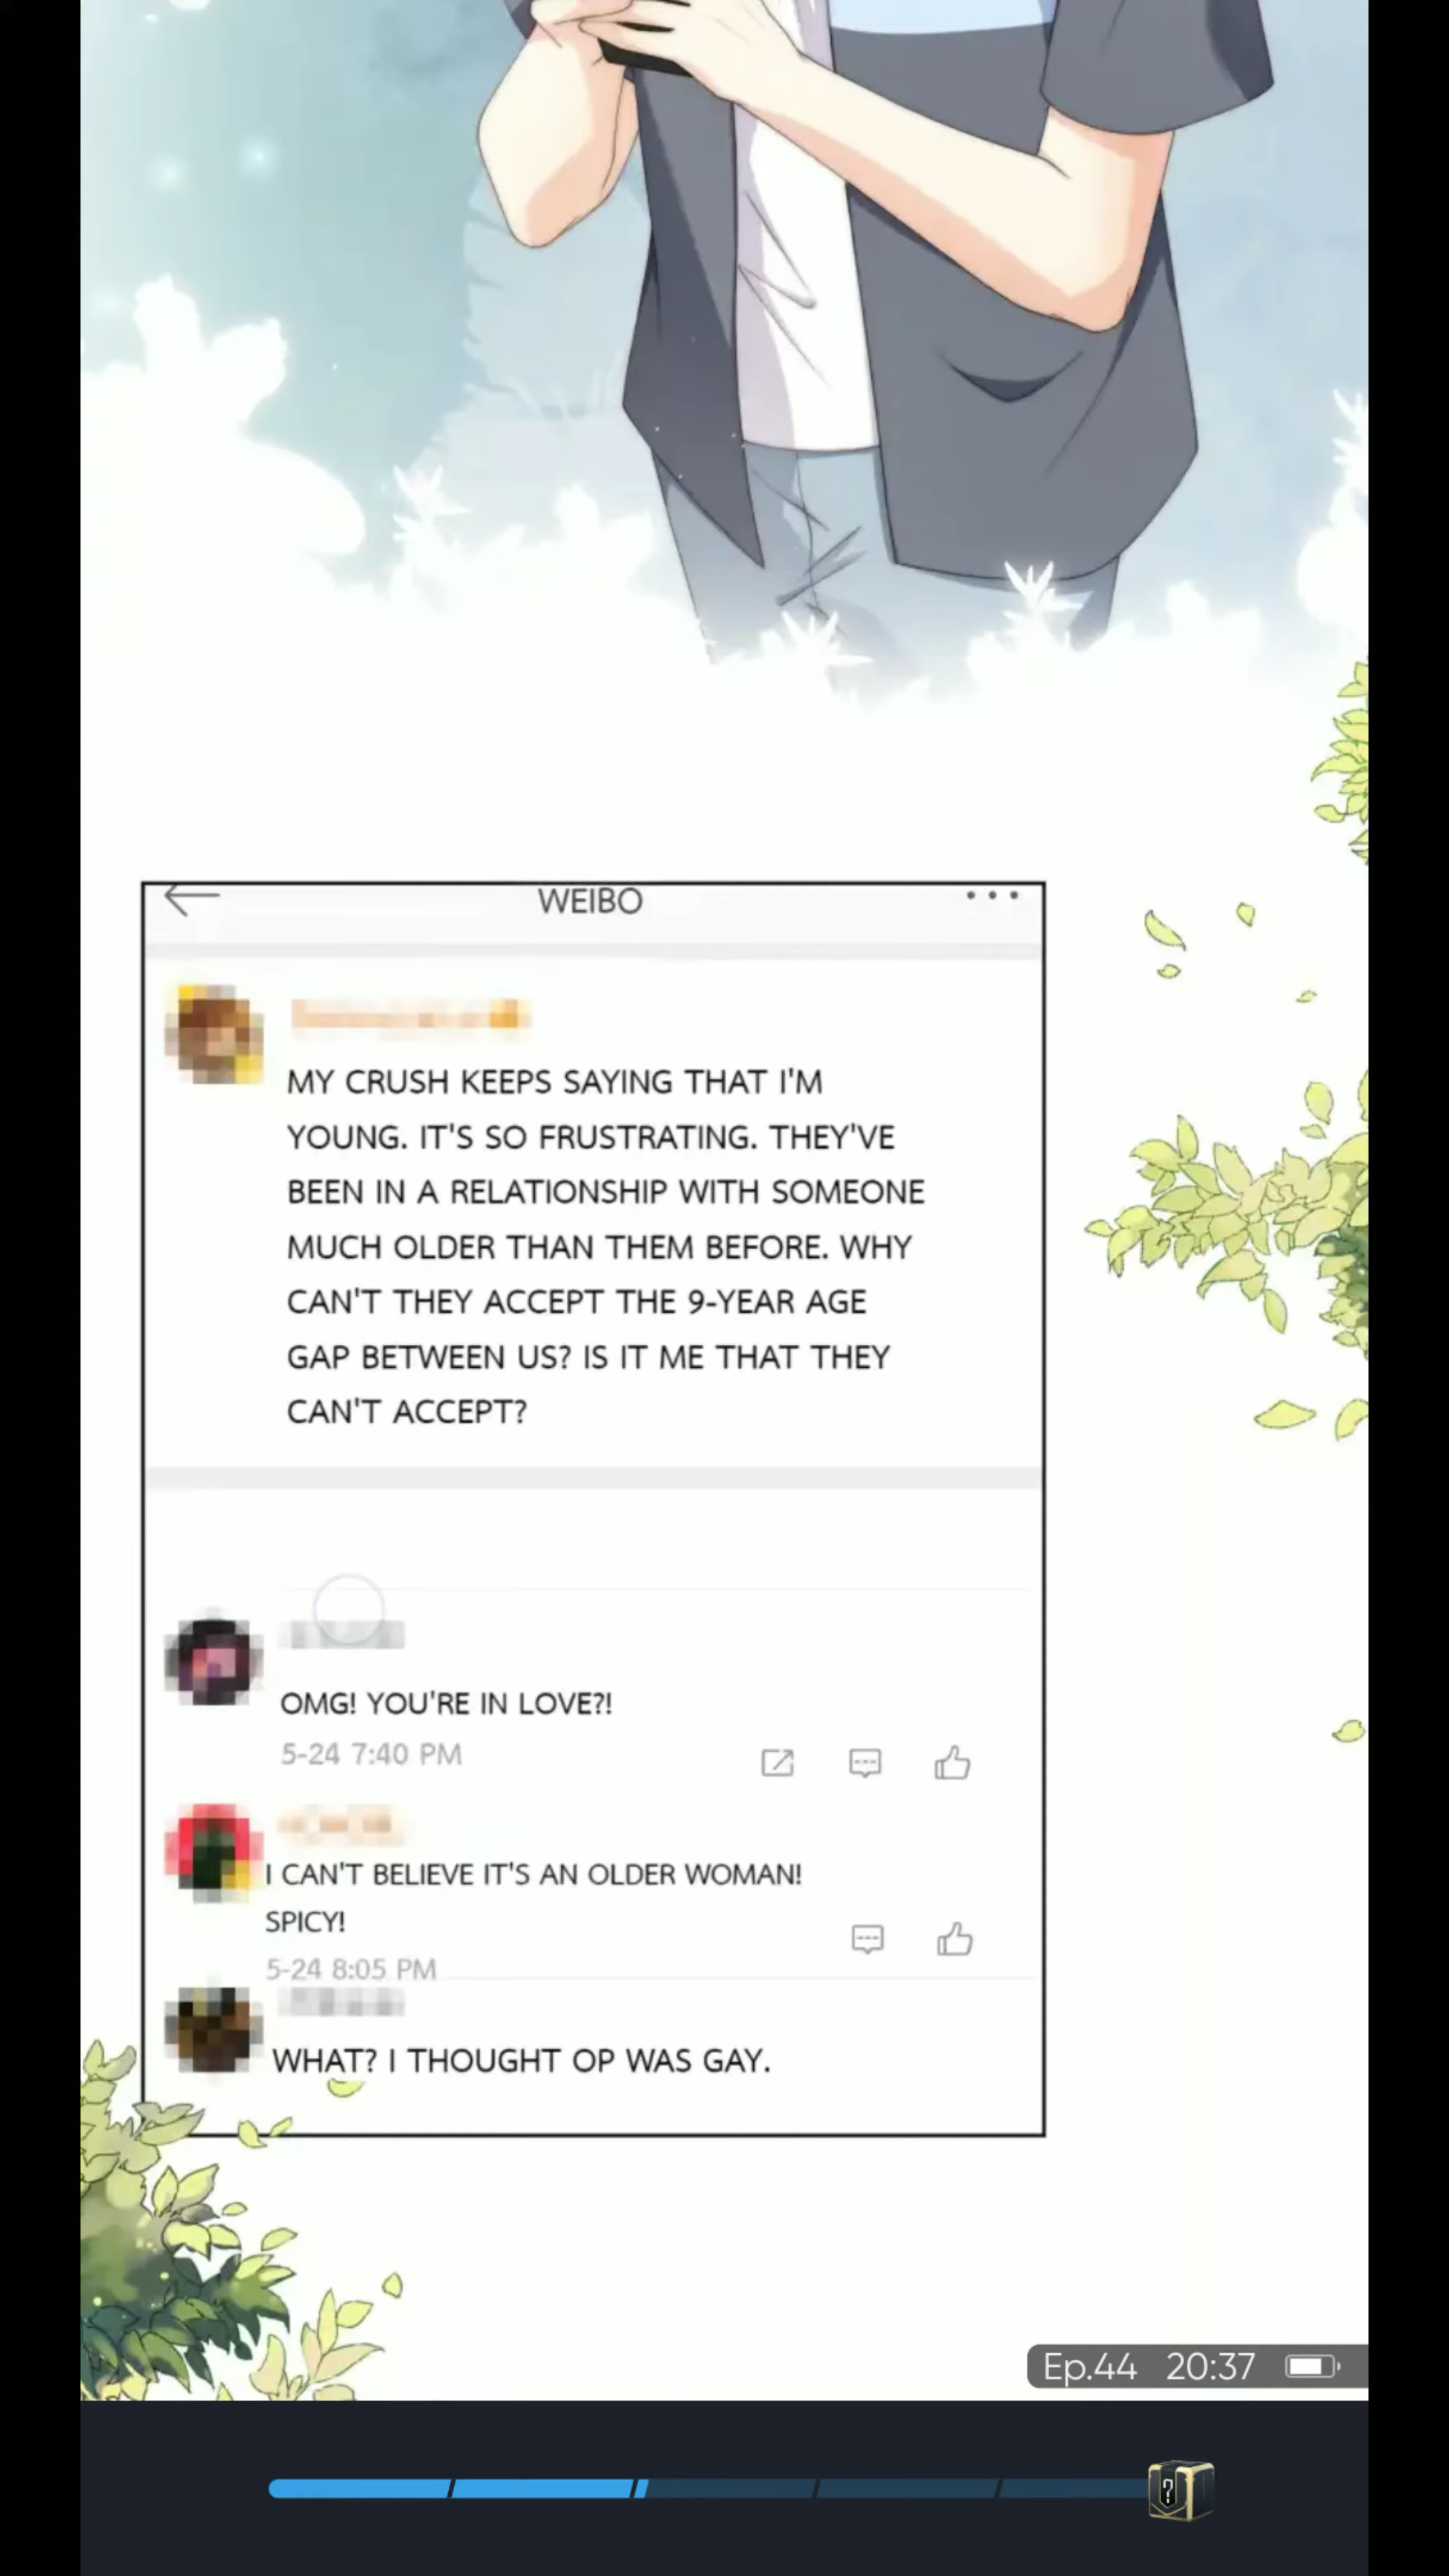 WEIBO
MY CRUSH KEEPS SAYING THAT I'M
YOUNG. IT'S SO FRUSTRATING. THEY'VE
BEEN IN A RELATIONSHIP WITH SOMEONE
MUCH OLDER THAN THEM BEFORE. WHY
CAN'T THEY ACCEPT THE 9-YEAR AGE
GAP BETWEEN US? IS IT ME THAT THEY
CAN'T ACCEPT?
OMG! YOU'RE IN LOVE?!
5-24 7:40 PM
I CAN'T BELIEVE IT'S AN OLDER WOMAN!
SPICY!
5-24 8:05 PM
WHAT? I THOUGHT OP WAS GAY.
Ep.44 20:37
?